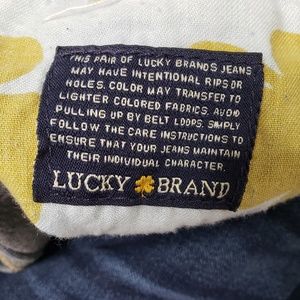 THIS PAIR OF LUCKY BRANDS JEANS
MAY HAVE INTENTIONAL RIPS OR
HOLES. COLOR MAY TRANSFER TO
LIGHTER COLORED FABRICS. AVOID
PULLING UP BY BELT LOOPS. SIMPLY
FOLLOW THE CARE INSTRUCTIONS TO
ENSURE THAT YOUR JEANS MAINTAIN
THEIR INDIVIDUAL CHARACTER.
LUCKY BRAND